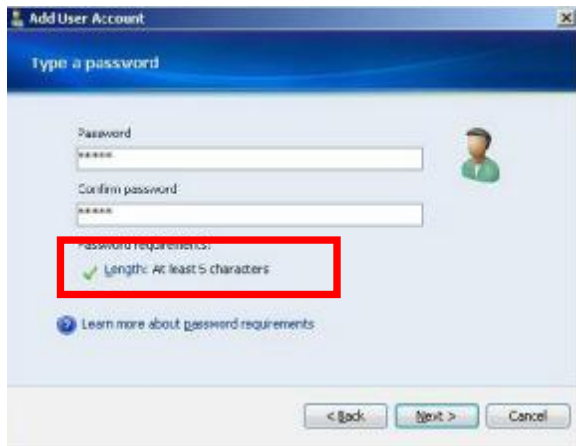 Add User Account
Type a password
Password
*****
Confirm password
*****
Password requirements:
Length: At least 5 characters
Learn more about password requirements
< Back
Next >
Cancel